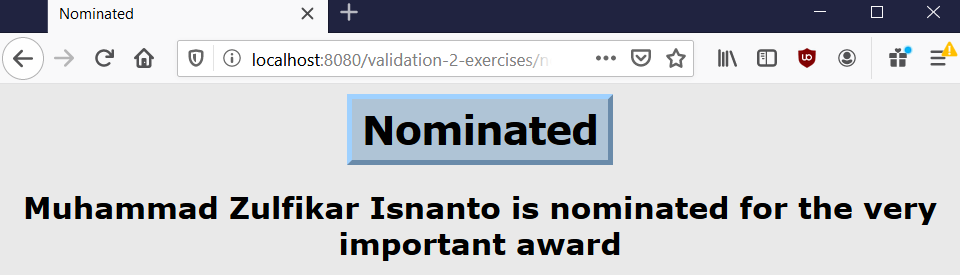 Nominated
localhost:8080/validation-2-exercises/n
Nominated
Muhammad Zulfikar Isnanto is nominated for the very
important award